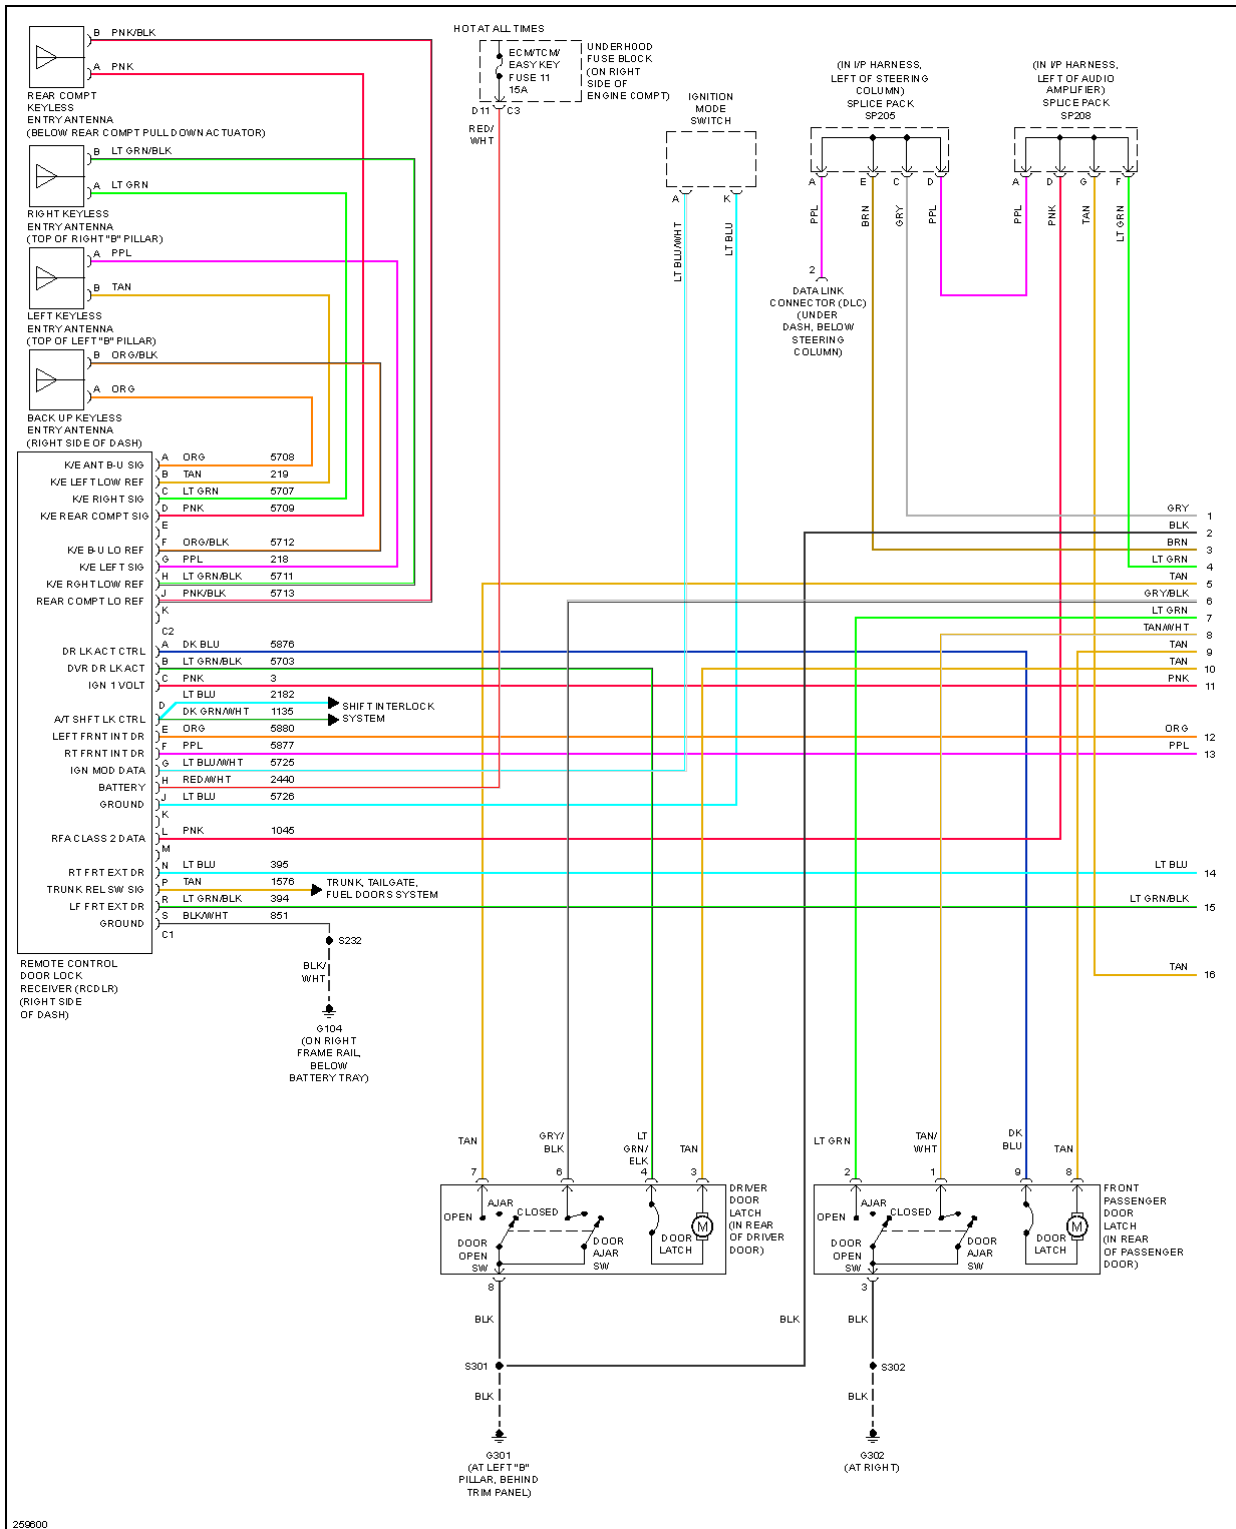 B PNK/BLK
A PNK
REAR COMPT
KEYLESS
ENTRY ANTENNA
(BELOW REAR COMPT PULL DOWN ACTUATOR)
B LT GRN/BLK
A LT GRN
RIGHT KEYLESS
ENTRY ANTENNA
(TOP OF RIGHT "B" PILLAR)
A PPL
B TAN
LEFT KEYLESS
ENTRY ANTENNA
(TOP OF LEFT "B" PILLAR)
B ORG/BLK
A ORG
BACK UP KEYLESS
ENTRY ANTENNA
(RIGHT SIDE OF DASH)
HOT AT ALL TIMES
ECM/TCM/
EASY KEY
FUSE 11
15A
UNDERHOOD
FUSE BLOCK
(ON RIGHT
SIDE OF
ENGINE COMPT)
D11 C3
RED/
WHT
IGNITION
MODE
SWITCH
A K
LT BLU/WHT
LT BLU
(IN I/P HARNESS,
LEFT OF STEERING
COLUMN)
SPLICE PACK
SP205
A E C D
PPL
BRN
GRY
PPL
2
DATA LINK
CONNECTOR (DLC)
(UNDER
DASH, BELOW
STEERING
COLUMN)
(IN I/P HARNESS,
LEFT OF AUDIO
AMPLIFIER)
SPLICE PACK
SP208
A D G F
PPL
PNK
TAN
LT GRN
K/E ANT B-U SIG A ORG 5708
K/E LEFT LOW REF B TAN 219
K/E RIGHT SIG C LT GRN 5707
K/E REAR COMPT SIG D PNK 5709
E
K/E B-U LO REF F ORG/BLK 5712
K/E LEFT SIG G PPL 218
K/E RGHT LOW REF H LT GRN/BLK 5711
REAR COMPT LO REF J PNK/BLK 5713
K
C2
DR LK ACT CTRL A DK BLU 5876
DVR DR LK ACT B LT GRN/BLK 5703
IGN 1 VOLT C PNK 3
D LT BLU 2182
A/T SHFT LK CTRL DK GRN/WHT 1135
SHIFT INTERLOCK
SYSTEM
LEFT FRNT INT DR E ORG 5880
RT FRNT INT DR F PPL 5877
IGN MOD DATA G LT BLU/WHT 5725
BATTERY H RED/WHT 2440
GROUND J LT BLU 5726
K
RFA CLASS 2 DATA L PNK 1045
M
RT FRT EXT DR N LT BLU 395
TRUNK REL SW SIG P TAN 1576
TRUNK, TAILGATE,
FUEL DOORS SYSTEM
LF FRT EXT DR R LT GRN/BLK 394
GROUND S BLK/WHT 851
C1
REMOTE CONTROL
DOOR LOCK
RECEIVER (RCDLR)
(RIGHT SIDE
OF DASH)
S232
BLK/
WHT
G104
(ON RIGHT
FRAME RAIL,
BELOW
BATTERY TRAY)
GRY 1
BLK 2
BRN 3
LT GRN 4
TAN 5
GRY/BLK 6
LT GRN 7
TAN/WHT 8
TAN 9
TAN 10
PNK 11
ORG 12
PPL 13
LT BLU 14
LT GRN/BLK 15
TAN 16
TAN
GRY/
BLK
LT
GRN/
ELK
TAN
7 6 4 3
AJAR
OPEN
CLOSED
DOOR
OPEN
SW
DOOR
AJAR
SW
DOOR
LATCH
M
DRIVER
DOOR
LATCH
(IN REAR
OF DRIVER
DOOR)
8
BLK
S301
BLK
G301
(AT LEFT "B"
PILLAR, BEHIND
TRIM PANEL)
BLK
LT GRN
TAN/
WHT
DK
BLU
TAN
2 1 9 8
AJAR
OPEN
CLOSED
DOOR
OPEN
SW
DOOR
AJAR
SW
DOOR
LATCH
M
FRONT
PASSENGER
DOOR
LATCH
(IN REAR
OF PASSENGER
DOOR)
3
BLK
S302
BLK
G302
(AT RIGHT)
259600